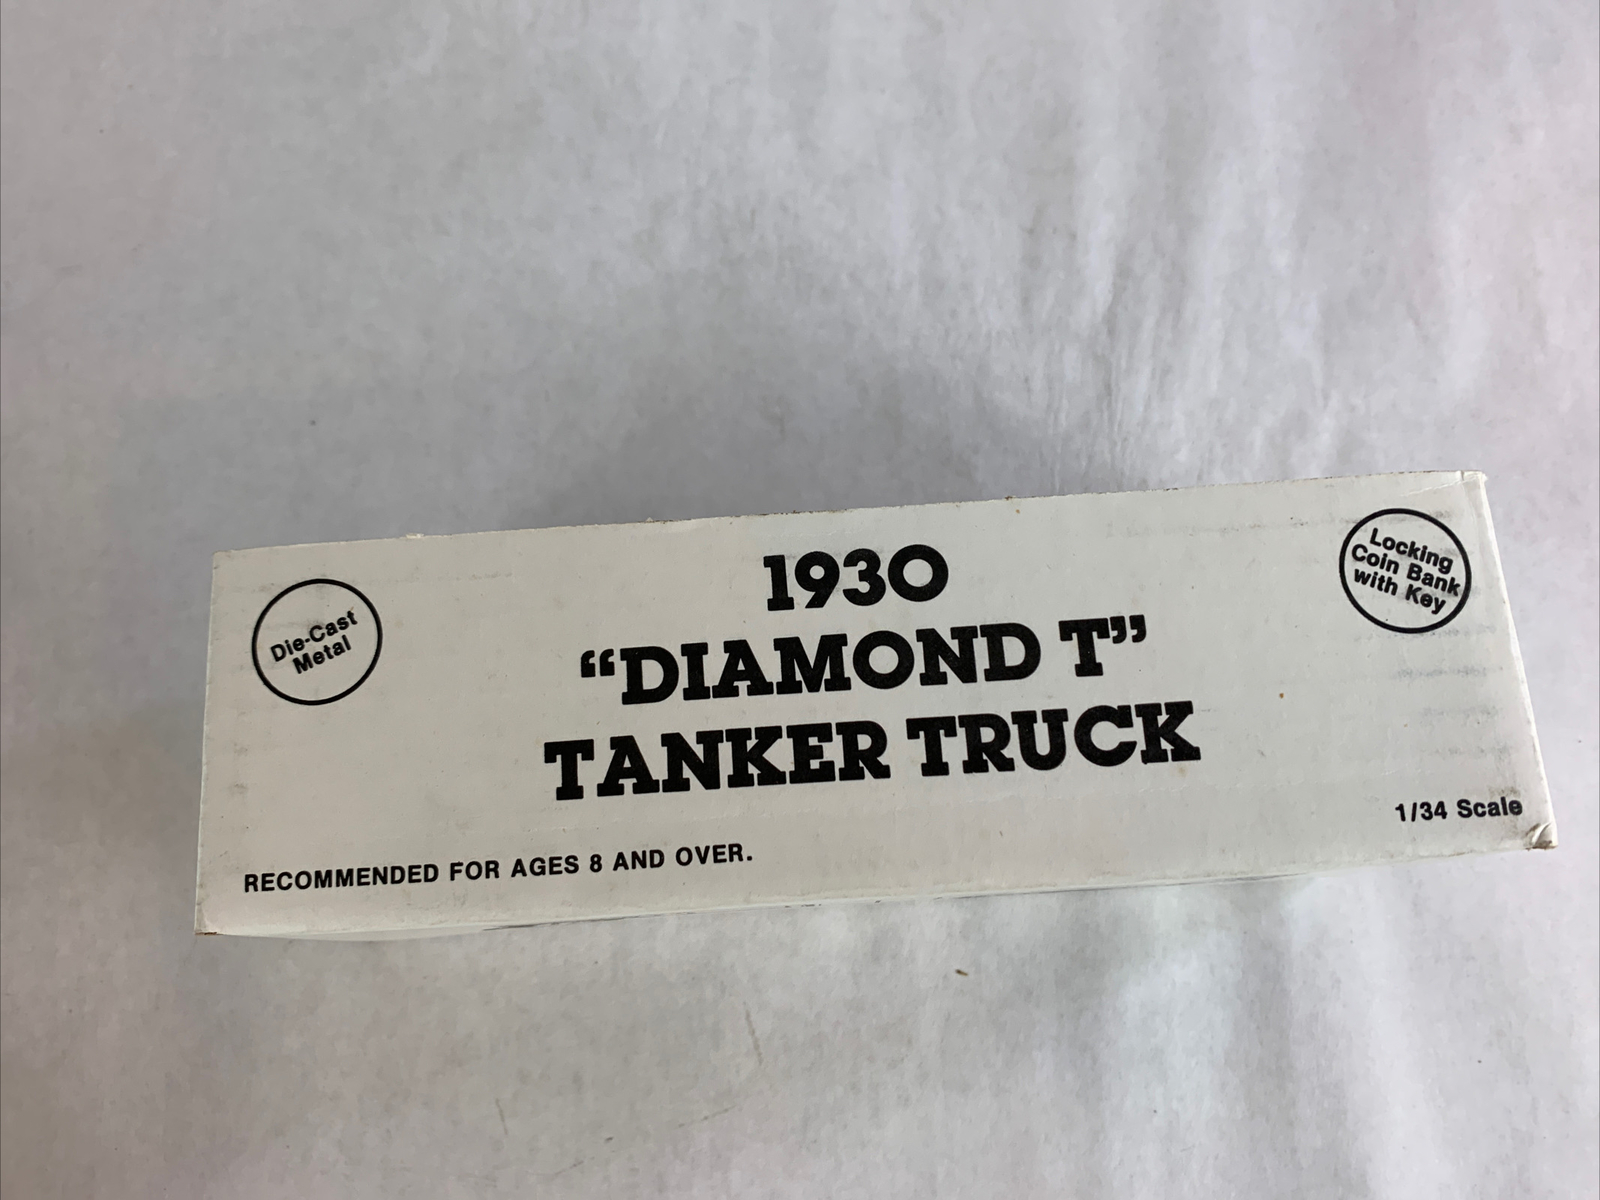 Die-Cast
Metal
1930
“DIAMOND T”
TANKER TRUCK
Locking
Coin Bank
with Key
RECOMMENDED FOR AGES 8 AND OVER.
1/34 Scale